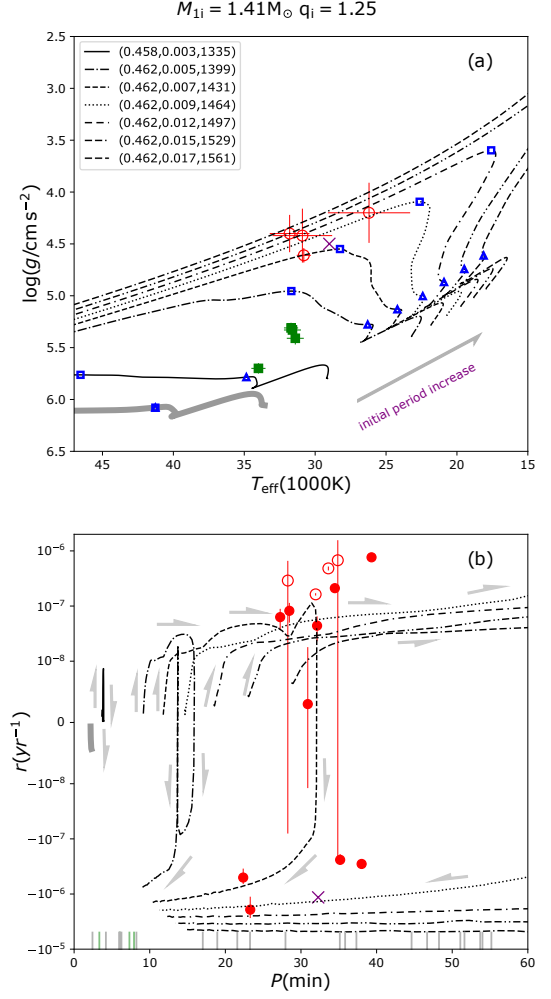 M₁ᵢ = 1.41M☉ qᵢ = 1.25
(a)
(0.458,0.003,1335)
(0.462,0.005,1399)
(0.462,0.007,1431)
(0.462,0.009,1464)
(0.462,0.012,1497)
(0.462,0.015,1529)
(0.462,0.017,1561)
2.5
3.0
3.5
4.0
4.5
5.0
5.5
6.0
6.5
log(g/cm s⁻²)
initial period increase
45 40 35 30 25 20 15
T_eff(1000K)
(b)
10⁻⁶
10⁻⁷
10⁻⁸
0
−10⁻⁸
−10⁻⁷
−10⁻⁶
−10⁻⁵
r(yr⁻¹)
0 10 20 30 40 50 60
P(min)